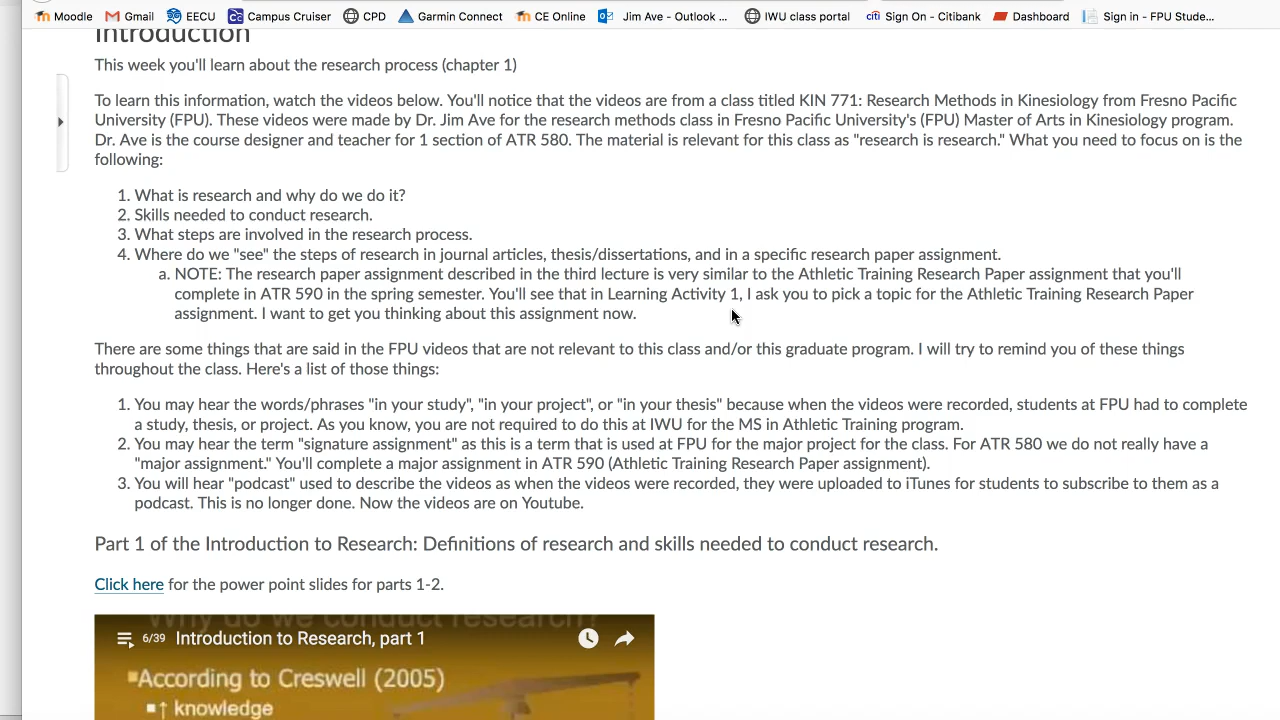 Moodle Gmail EECU Campus Cruiser CPD Garmin Connect CE Online Jim Ave - Outlook ... IWU class portal citi Sign On - Citibank Dashboard Sign in - FPU Stude...
Introduction
This week you'll learn about the research process (chapter 1)
To learn this information, watch the videos below. You'll notice that the videos are from a class titled KIN 771: Research Methods in Kinesiology from Fresno Pacific
University (FPU). These videos were made by Dr. Jim Ave for the research methods class in Fresno Pacific University's (FPU) Master of Arts in Kinesiology program.
Dr. Ave is the course designer and teacher for 1 section of ATR 580. The material is relevant for this class as "research is research." What you need to focus on is the
following:
1. What is research and why do we do it?
2. Skills needed to conduct research.
3. What steps are involved in the research process.
4. Where do we "see" the steps of research in journal articles, thesis/dissertations, and in a specific research paper assignment.
a. NOTE: The research paper assignment described in the third lecture is very similar to the Athletic Training Research Paper assignment that you'll
complete in ATR 590 in the spring semester. You'll see that in Learning Activity 1, I ask you to pick a topic for the Athletic Training Research Paper
assignment. I want to get you thinking about this assignment now.
There are some things that are said in the FPU videos that are not relevant to this class and/or this graduate program. I will try to remind you of these things
throughout the class. Here's a list of those things:
1. You may hear the words/phrases "in your study", "in your project", or "in your thesis" because when the videos were recorded, students at FPU had to complete
a study, thesis, or project. As you know, you are not required to do this at IWU for the MS in Athletic Training program.
2. You may hear the term "signature assignment" as this is a term that is used at FPU for the major project for the class. For ATR 580 we do not really have a
"major assignment." You'll complete a major assignment in ATR 590 (Athletic Training Research Paper assignment).
3. You will hear "podcast" used to describe the videos as when the videos were recorded, they were uploaded to iTunes for students to subscribe to them as a
podcast. This is no longer done. Now the videos are on Youtube.
Part 1 of the Introduction to Research: Definitions of research and skills needed to conduct research.
Click here for the power point slides for parts 1-2.
Why do we conduct research?
6/39 Introduction to Research, part 1
According to Creswell (2005)
↑ knowledge